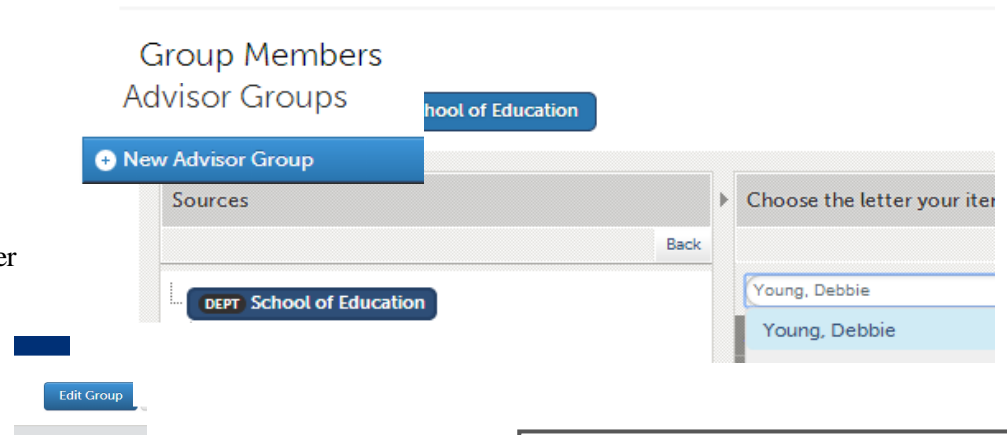 Group Members
Advisor Groups
hool of Education
New Advisor Group
Sources
Choose the letter your iter
Back
er
Young, Debbie
DEPT School of Education
Young, Debbie
Edit Group